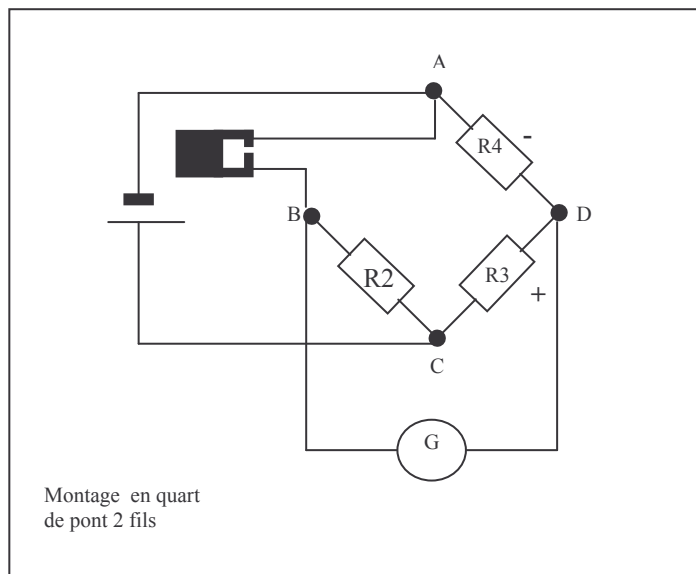 A
R4
-
B
D
R2
R3
+
C
G
Montage en quart
de pont 2 fils